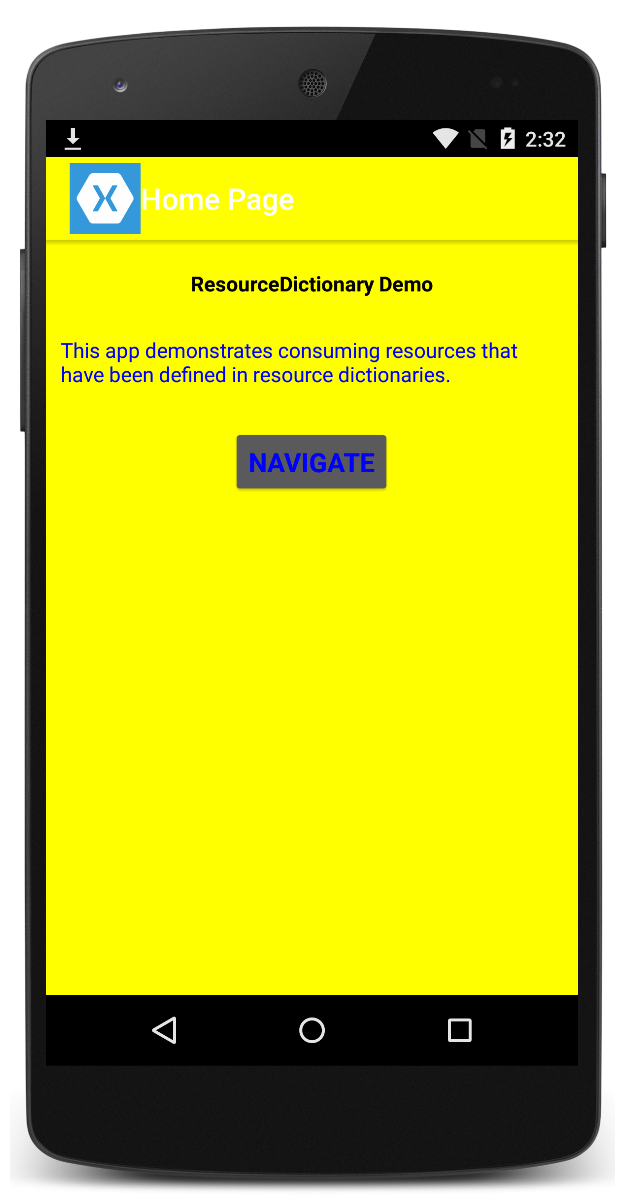 2:32
Home Page
ResourceDictionary Demo
This app demonstrates consuming resources that
have been defined in resource dictionaries.
NAVIGATE